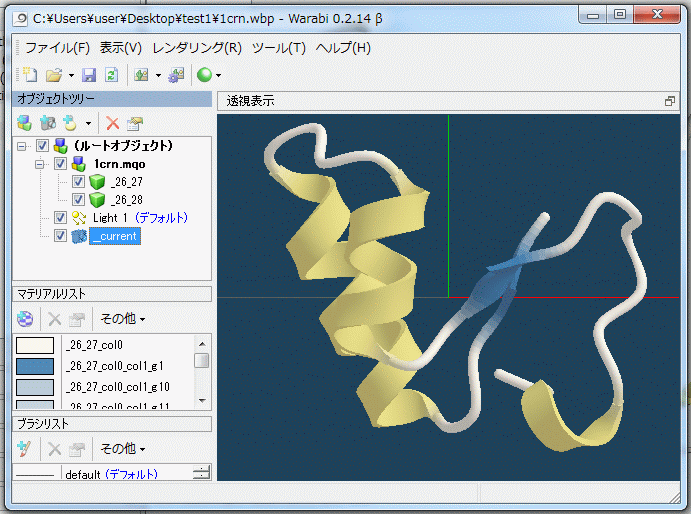 C:¥Users¥user¥Desktop¥test1¥1crn.wbp - Warabi 0.2.14 β
ファイル(F) 表示(V) レンダリング(R) ツール(T) ヘルプ(H)
オブジェクトツリー
透視表示
(ルートオブジェクト)
1crn.mqo
_26_27
_26_28
Light 1 (デフォルト)
_current
マテリアルリスト
その他
_26_27_col0
_26_27_col0_col1_g1
_26_27_col0_col1_g10
_26_27_col0_col1_g11
ブラシリスト
その他
default (デフォルト)